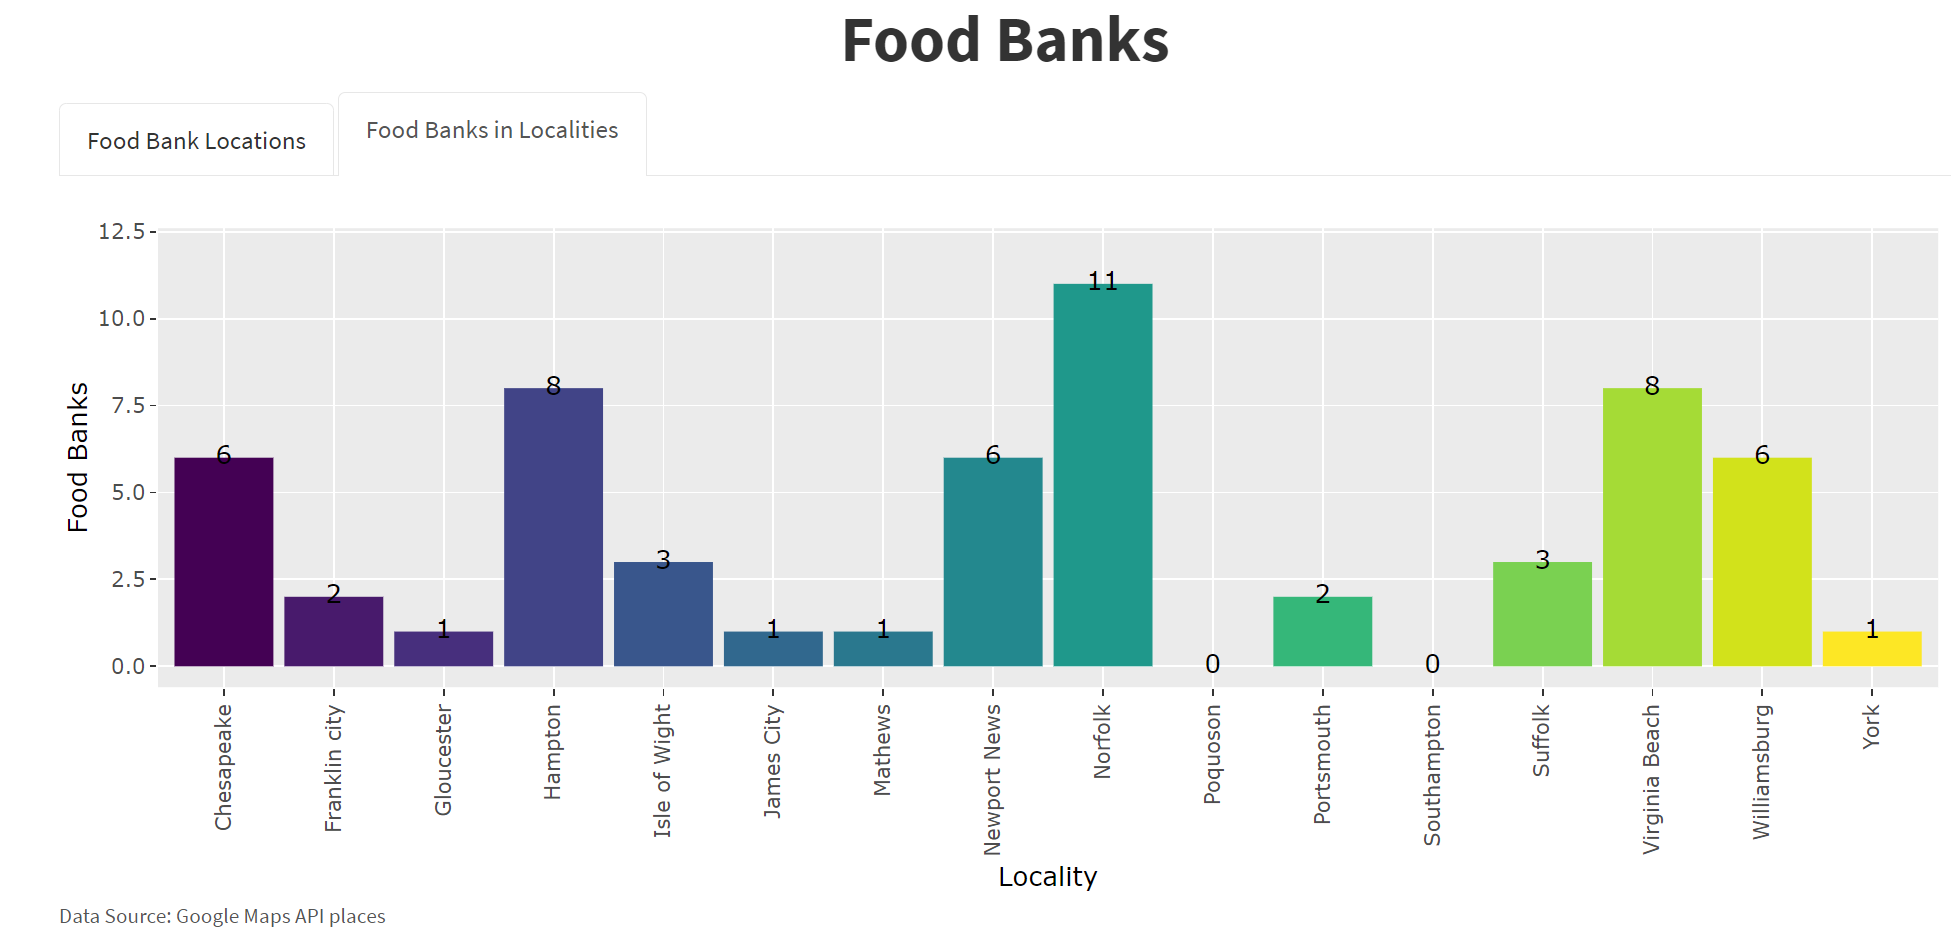 Food Banks
Food Bank Locations
Food Banks in Localities
12.5
10.0
7.5
5.0
2.5
0.0
Food Banks
6
2
1
8
3
1
1
6
11
0
2
0
3
8
6
1
Chesapeake
Franklin city
Gloucester
Hampton
Isle of Wight
James City
Mathews
Newport News
Norfolk
Poquoson
Portsmouth
Southampton
Suffolk
Virginia Beach
Williamsburg
York
Locality
Data Source: Google Maps API places